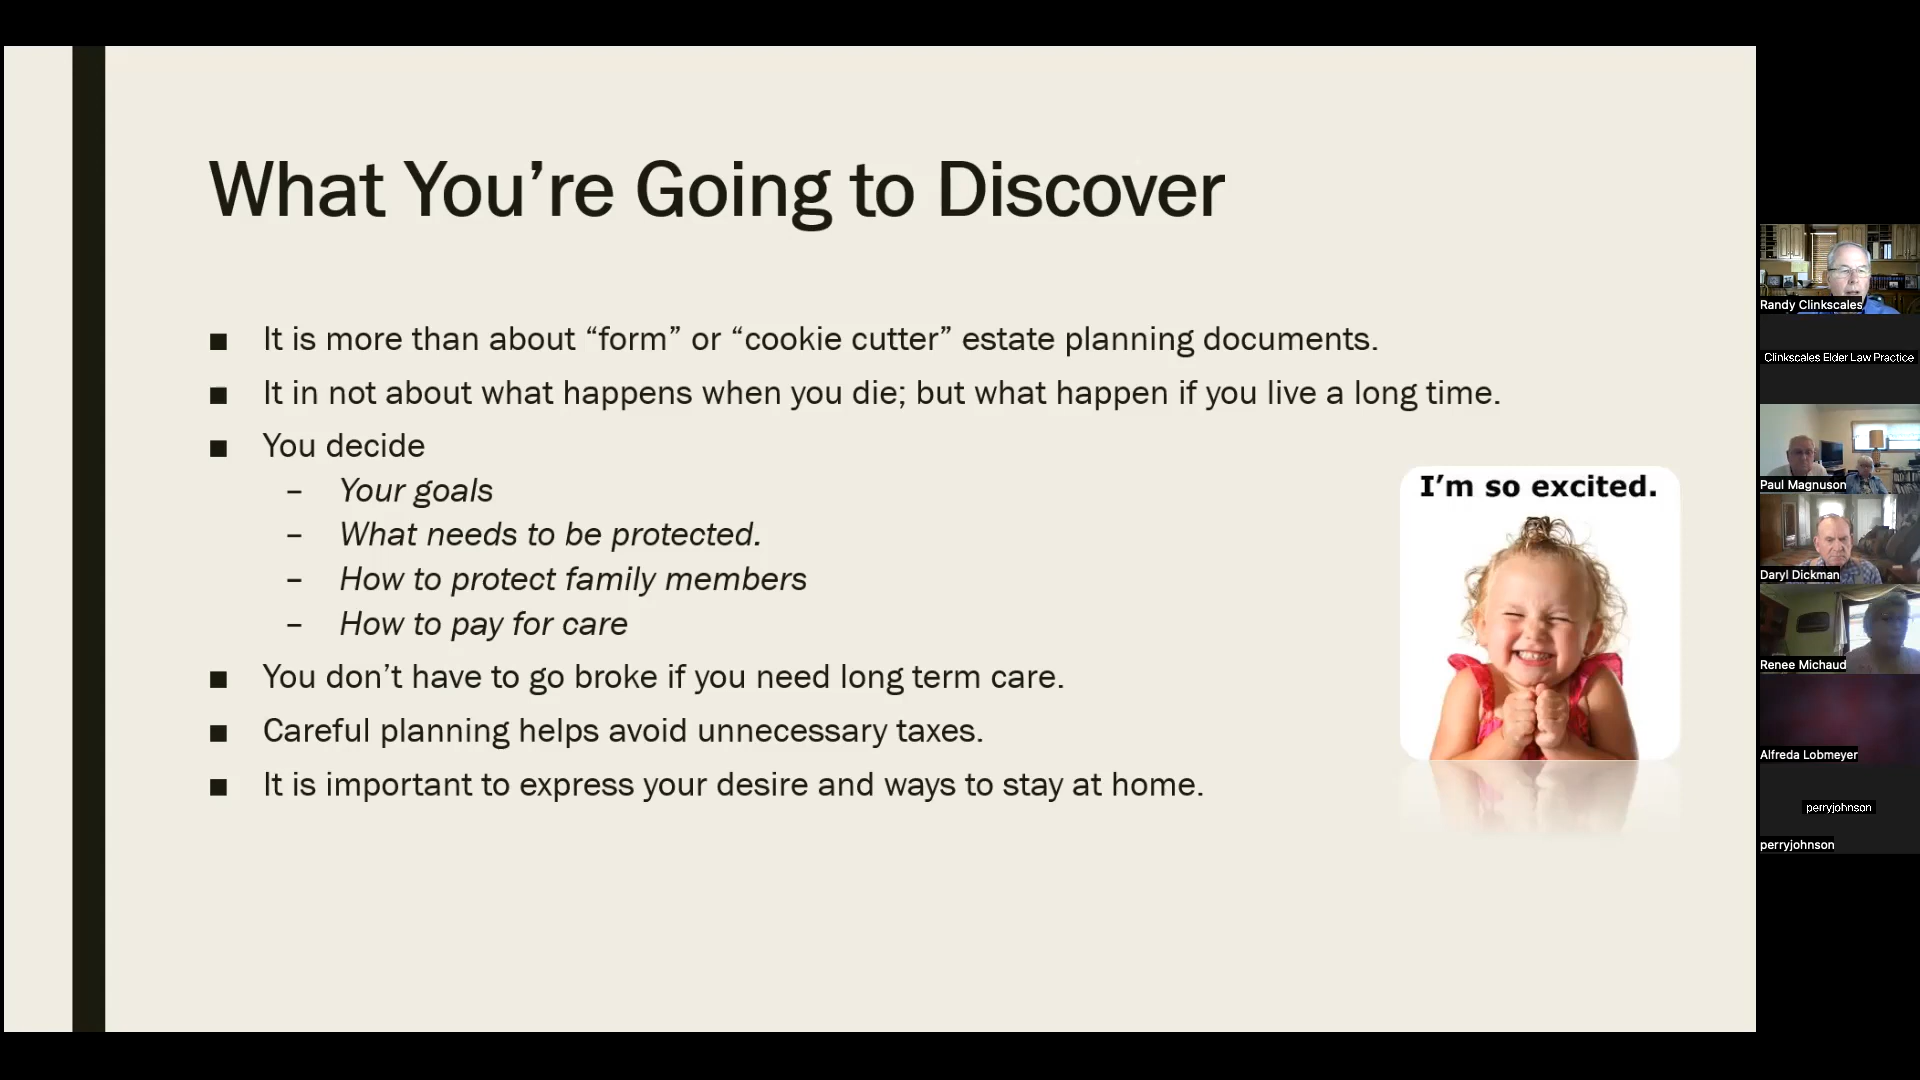 What You’re Going to Discover
■ It is more than about “form” or “cookie cutter” estate planning documents.
■ It in not about what happens when you die; but what happen if you live a long time.
■ You decide
– Your goals
– What needs to be protected.
– How to protect family members
– How to pay for care
■ You don’t have to go broke if you need long term care.
■ Careful planning helps avoid unnecessary taxes.
■ It is important to express your desire and ways to stay at home.
I’m so excited.
Randy Clinkscales
Clinkscales Elder Law Practice
Paul Magnuson
Daryl Dickman
Renee Michaud
Alfreda Lobmeyer
perryjohnson
perryjohnson